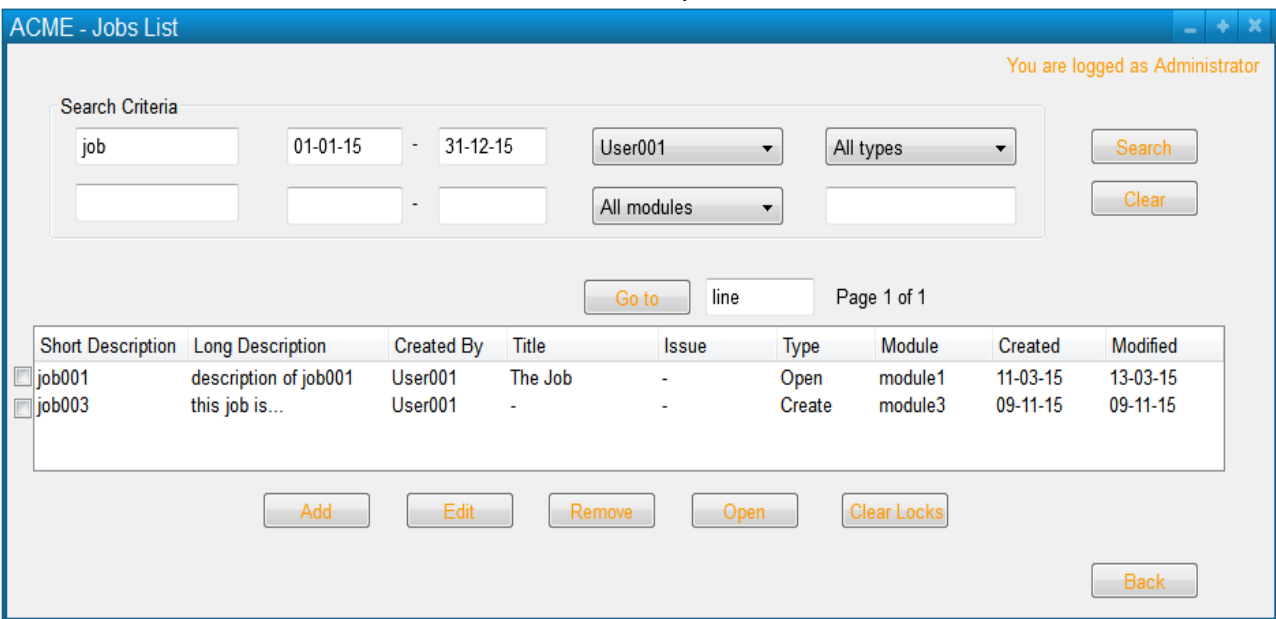 ACME - Jobs List
You are logged as Administrator
Search Criteria
job 01-01-15 - 31-12-15 User001 All types Search
- All modules Clear
Go to line Page 1 of 1
Short Description Long Description Created By Title Issue Type Module Created Modified
job001 description of job001 User001 The Job - Open module1 11-03-15 13-03-15
job003 this job is... User001 - - Create module3 09-11-15 09-11-15
Add Edit Remove Open Clear Locks
Back